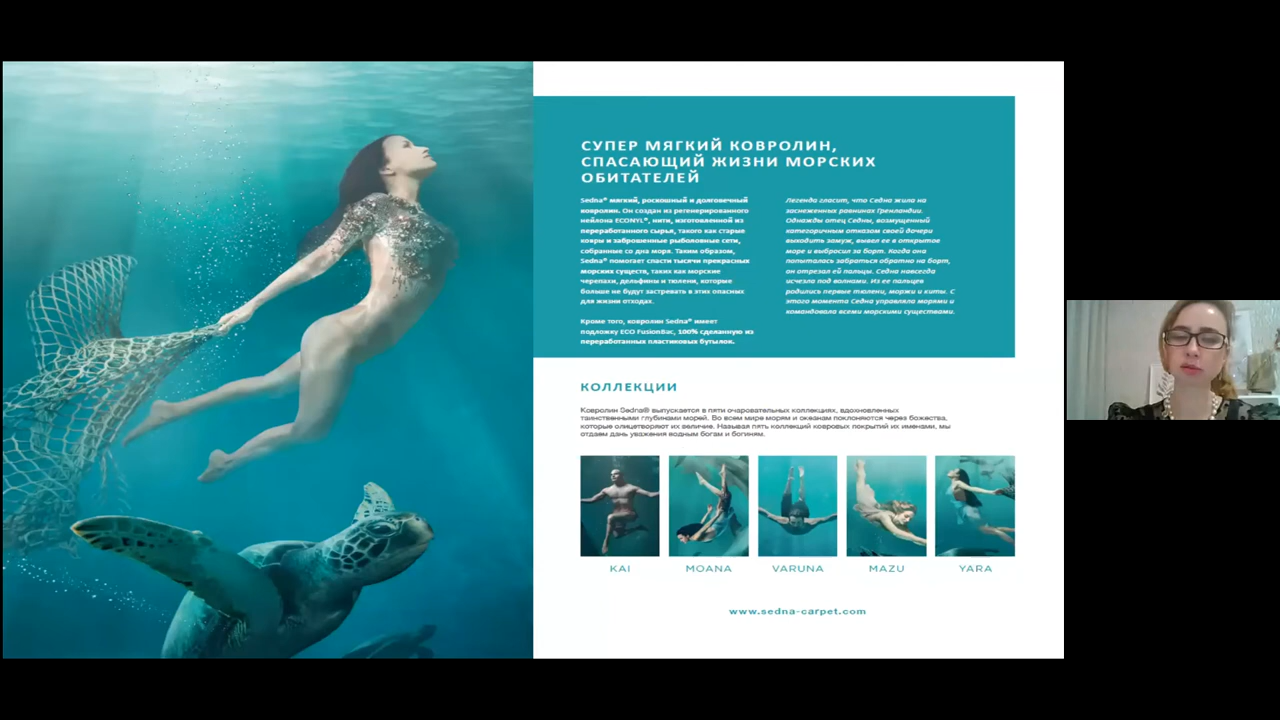 СУПЕР МЯГКИЙ КОВРОЛИН,
СПАСАЮЩИЙ ЖИЗНИ МОРСКИХ
ОБИТАТЕЛЕЙ
Sedna® мягкий, роскошный и долговечный
ковролин. Он создан из регенерированного
нейлона ECONYL®, нити, изготовленной из
переработанного сырья, такого как старые
ковры и заброшенные рыболовные сети,
собранные со дна моря. Таким образом,
Sedna® помогает спасти тысячи прекрасных
морских существ, таких как морские
черепахи, дельфины и тюлени, которые
больше не будут застревать в этих опасных
для жизни отходах.
Кроме того, ковролин Sedna® имеет
подложку ECO FusionBac, 100% сделанную из
переработанных пластиковых бутылок.
Легенда гласит, что Седна жила на
заснеженных равнинах Гренландии.
Однажды отец Седны, возмущенный
категоричным отказом своей дочери
выходить замуж, вывел ее в открытое
море и выбросил за борт. Когда она
попыталась забраться обратно на борт,
он отрезал ей пальцы. Седна навсегда
исчезла под волнами. Из ее пальцев
родились первые тюлени, моржи и киты. С
этого момента Седна управляла морями и
командовала всеми морскими существами.
КОЛЛЕКЦИИ
Ковролин Sedna® выпускается в пяти очаровательных коллекциях, вдохновленных
таинственными глубинами морей. Во всем мире морям и океанам поклоняются через божества,
которые олицетворяют их величие. Называя пять коллекций ковровых покрытий их именами, мы
отдаем дань уважения водным богам и богиням.
KAI MOANA VARUNA MAZU YARA
www.sedna-carpet.com